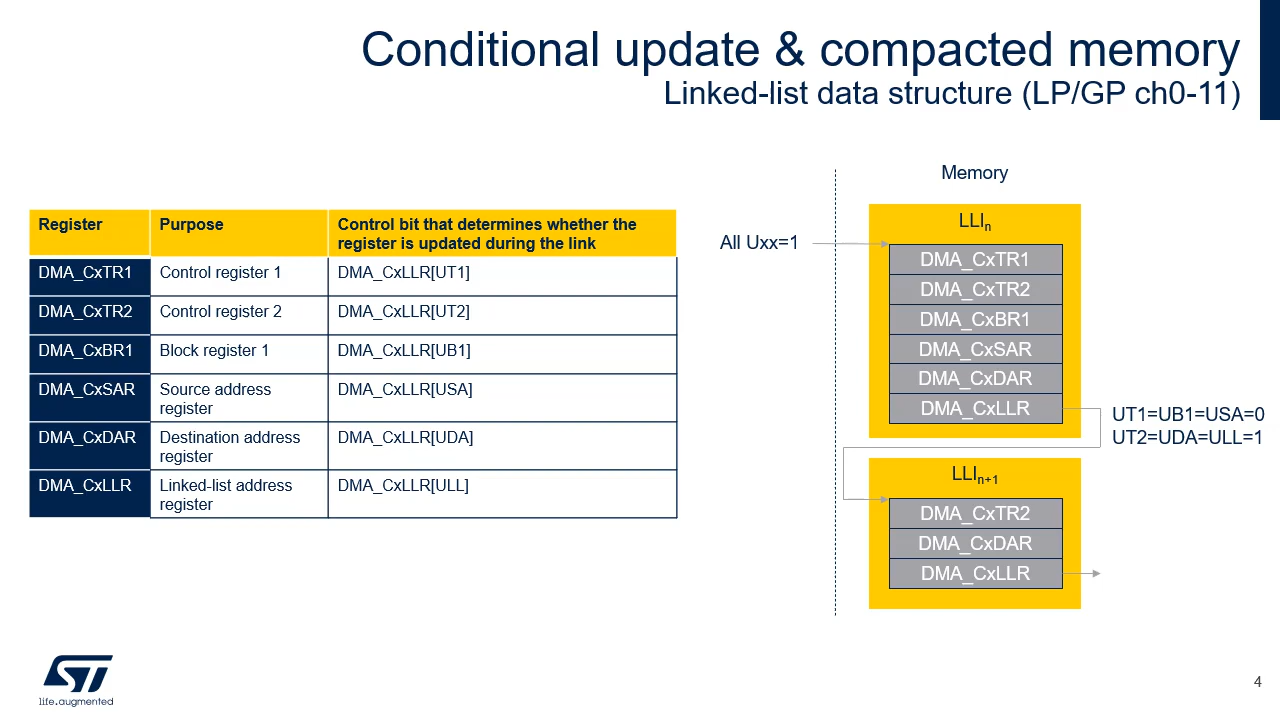 Conditional update & compacted memory
Linked-list data structure (LP/GP ch0-11)
Register Purpose Control bit that determines whether the
register is updated during the link
DMA_CxTR1 Control register 1 DMA_CxLLR[UT1]
DMA_CxTR2 Control register 2 DMA_CxLLR[UT2]
DMA_CxBR1 Block register 1 DMA_CxLLR[UB1]
DMA_CxSAR Source address DMA_CxLLR[USA]
register
DMA_CxDAR Destination address DMA_CxLLR[UDA]
register
DMA_CxLLR Linked-list address DMA_CxLLR[ULL]
register
Memory
LLIn
All Uxx=1
DMA_CxTR1
DMA_CxTR2
DMA_CxBR1
DMA_CxSAR
DMA_CxDAR
DMA_CxLLR
UT1=UB1=USA=0
UT2=UDA=ULL=1
LLIn+1
DMA_CxTR2
DMA_CxDAR
DMA_CxLLR
ST
life.augmented
4